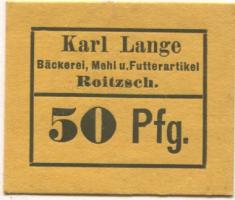 Karl Lange
Bäckerei, Mehl u. Futterartikel
Roitzsch.
50 Pfg.